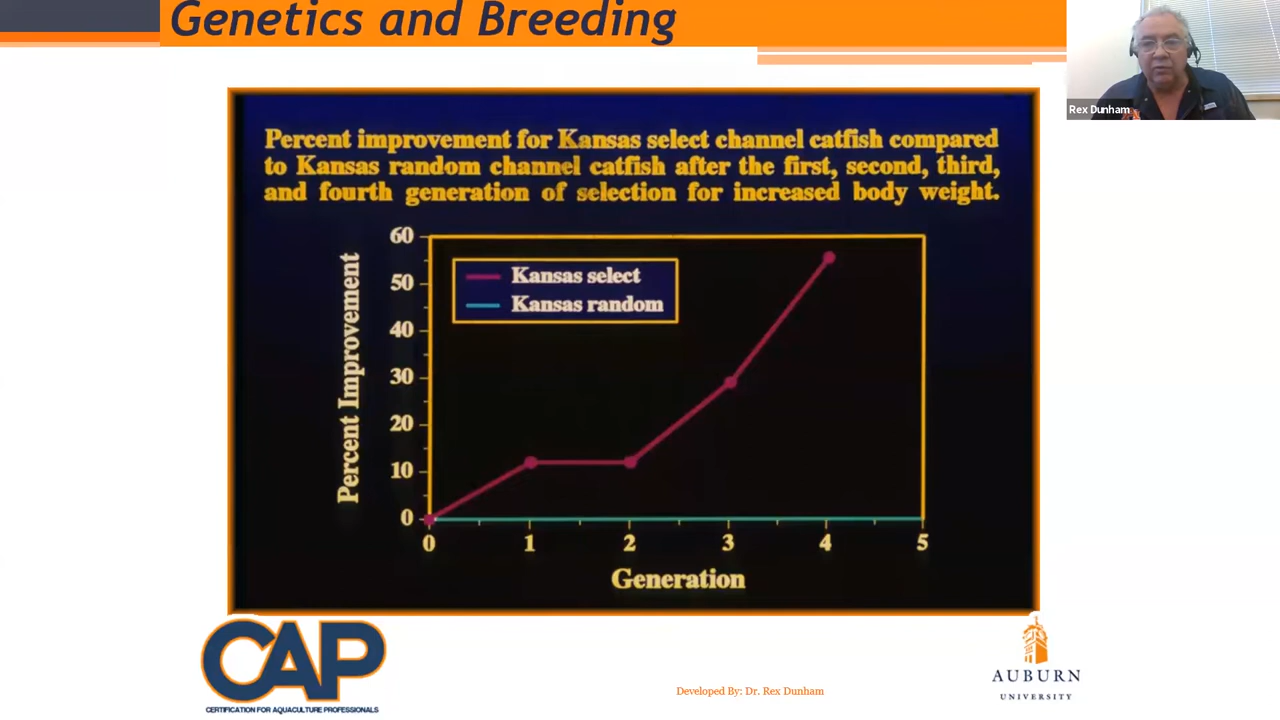 Genetics and Breeding
Rex Dunham
Percent improvement for Kansas select channel catfish compared
to Kansas random channel catfish after the first, second, third,
and fourth generation of selection for increased body weight.
60
50
40
30
20
10
0
Percent Improvement
Kansas select
Kansas random
0 1 2 3 4 5
Generation
CAP
CERTIFICATION FOR AQUACULTURE PROFESSIONALS
Developed By: Dr. Rex Dunham
AUBURN
UNIVERSITY